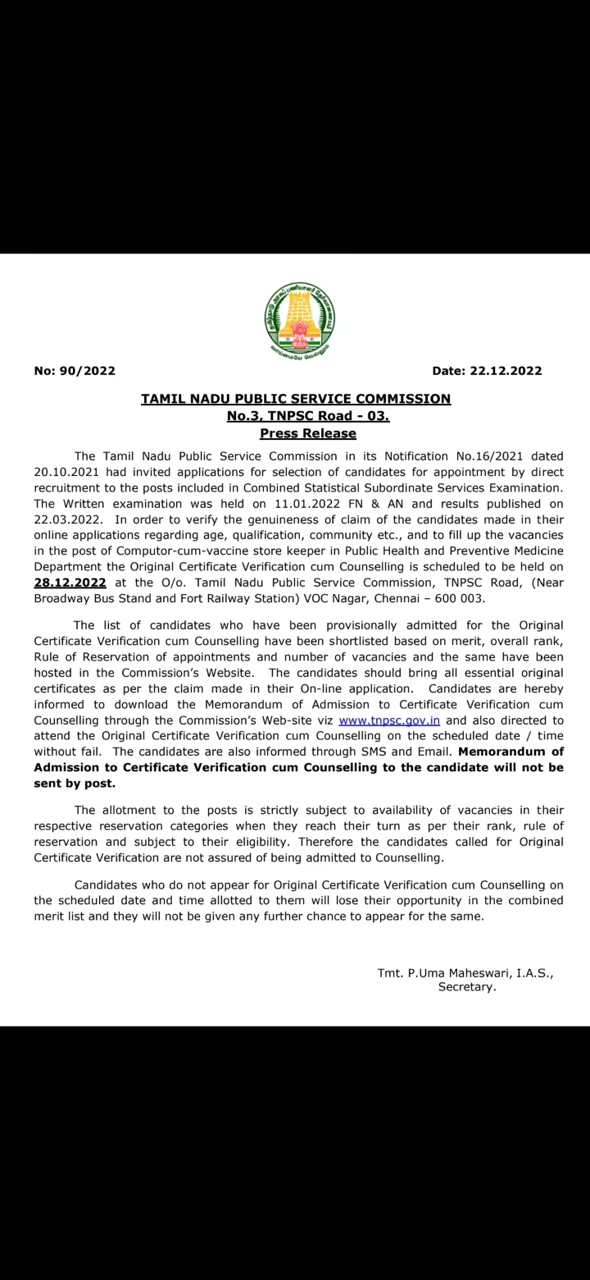 No: 90/2022
Date: 22.12.2022
TAMIL NADU PUBLIC SERVICE COMMISSION
No.3, TNPSC Road - 03.
Press Release
The Tamil Nadu Public Service Commission in its Notification No.16/2021 dated
20.10.2021 had invited applications for selection of candidates for appointment by direct
recruitment to the posts included in Combined Statistical Subordinate Services Examination.
The Written examination was held on 11.01.2022 FN & AN and results published on
22.03.2022. In order to verify the genuineness of claim of the candidates made in their
online applications regarding age, qualification, community etc., and to fill up the vacancies
in the post of Computor-cum-vaccine store keeper in Public Health and Preventive Medicine
Department the Original Certificate Verification cum Counselling is scheduled to be held on
28.12.2022 at the O/o. Tamil Nadu Public Service Commission, TNPSC Road, (Near
Broadway Bus Stand and Fort Railway Station) VOC Nagar, Chennai – 600 003.
The list of candidates who have been provisionally admitted for the Original
Certificate Verification cum Counselling have been shortlisted based on merit, overall rank,
Rule of Reservation of appointments and number of vacancies and the same have been
hosted in the Commission's Website. The candidates should bring all essential original
certificates as per the claim made in their On-line application. Candidates are hereby
informed to download the Memorandum of Admission to Certificate Verification cum
Counselling through the Commission's Web-site viz www.tnpsc.gov.in and also directed to
attend the Original Certificate Verification cum Counselling on the scheduled date / time
without fail. The candidates are also informed through SMS and Email. Memorandum of
Admission to Certificate Verification cum Counselling to the candidate will not be
sent by post.
The allotment to the posts is strictly subject to availability of vacancies in their
respective reservation categories when they reach their turn as per their rank, rule of
reservation and subject to their eligibility. Therefore the candidates called for Original
Certificate Verification are not assured of being admitted to Counselling.
Candidates who do not appear for Original Certificate Verification cum Counselling on
the scheduled date and time allotted to them will lose their opportunity in the combined
merit list and they will not be given any further chance to appear for the same.
Tmt. P.Uma Maheswari, I.A.S.,
Secretary.